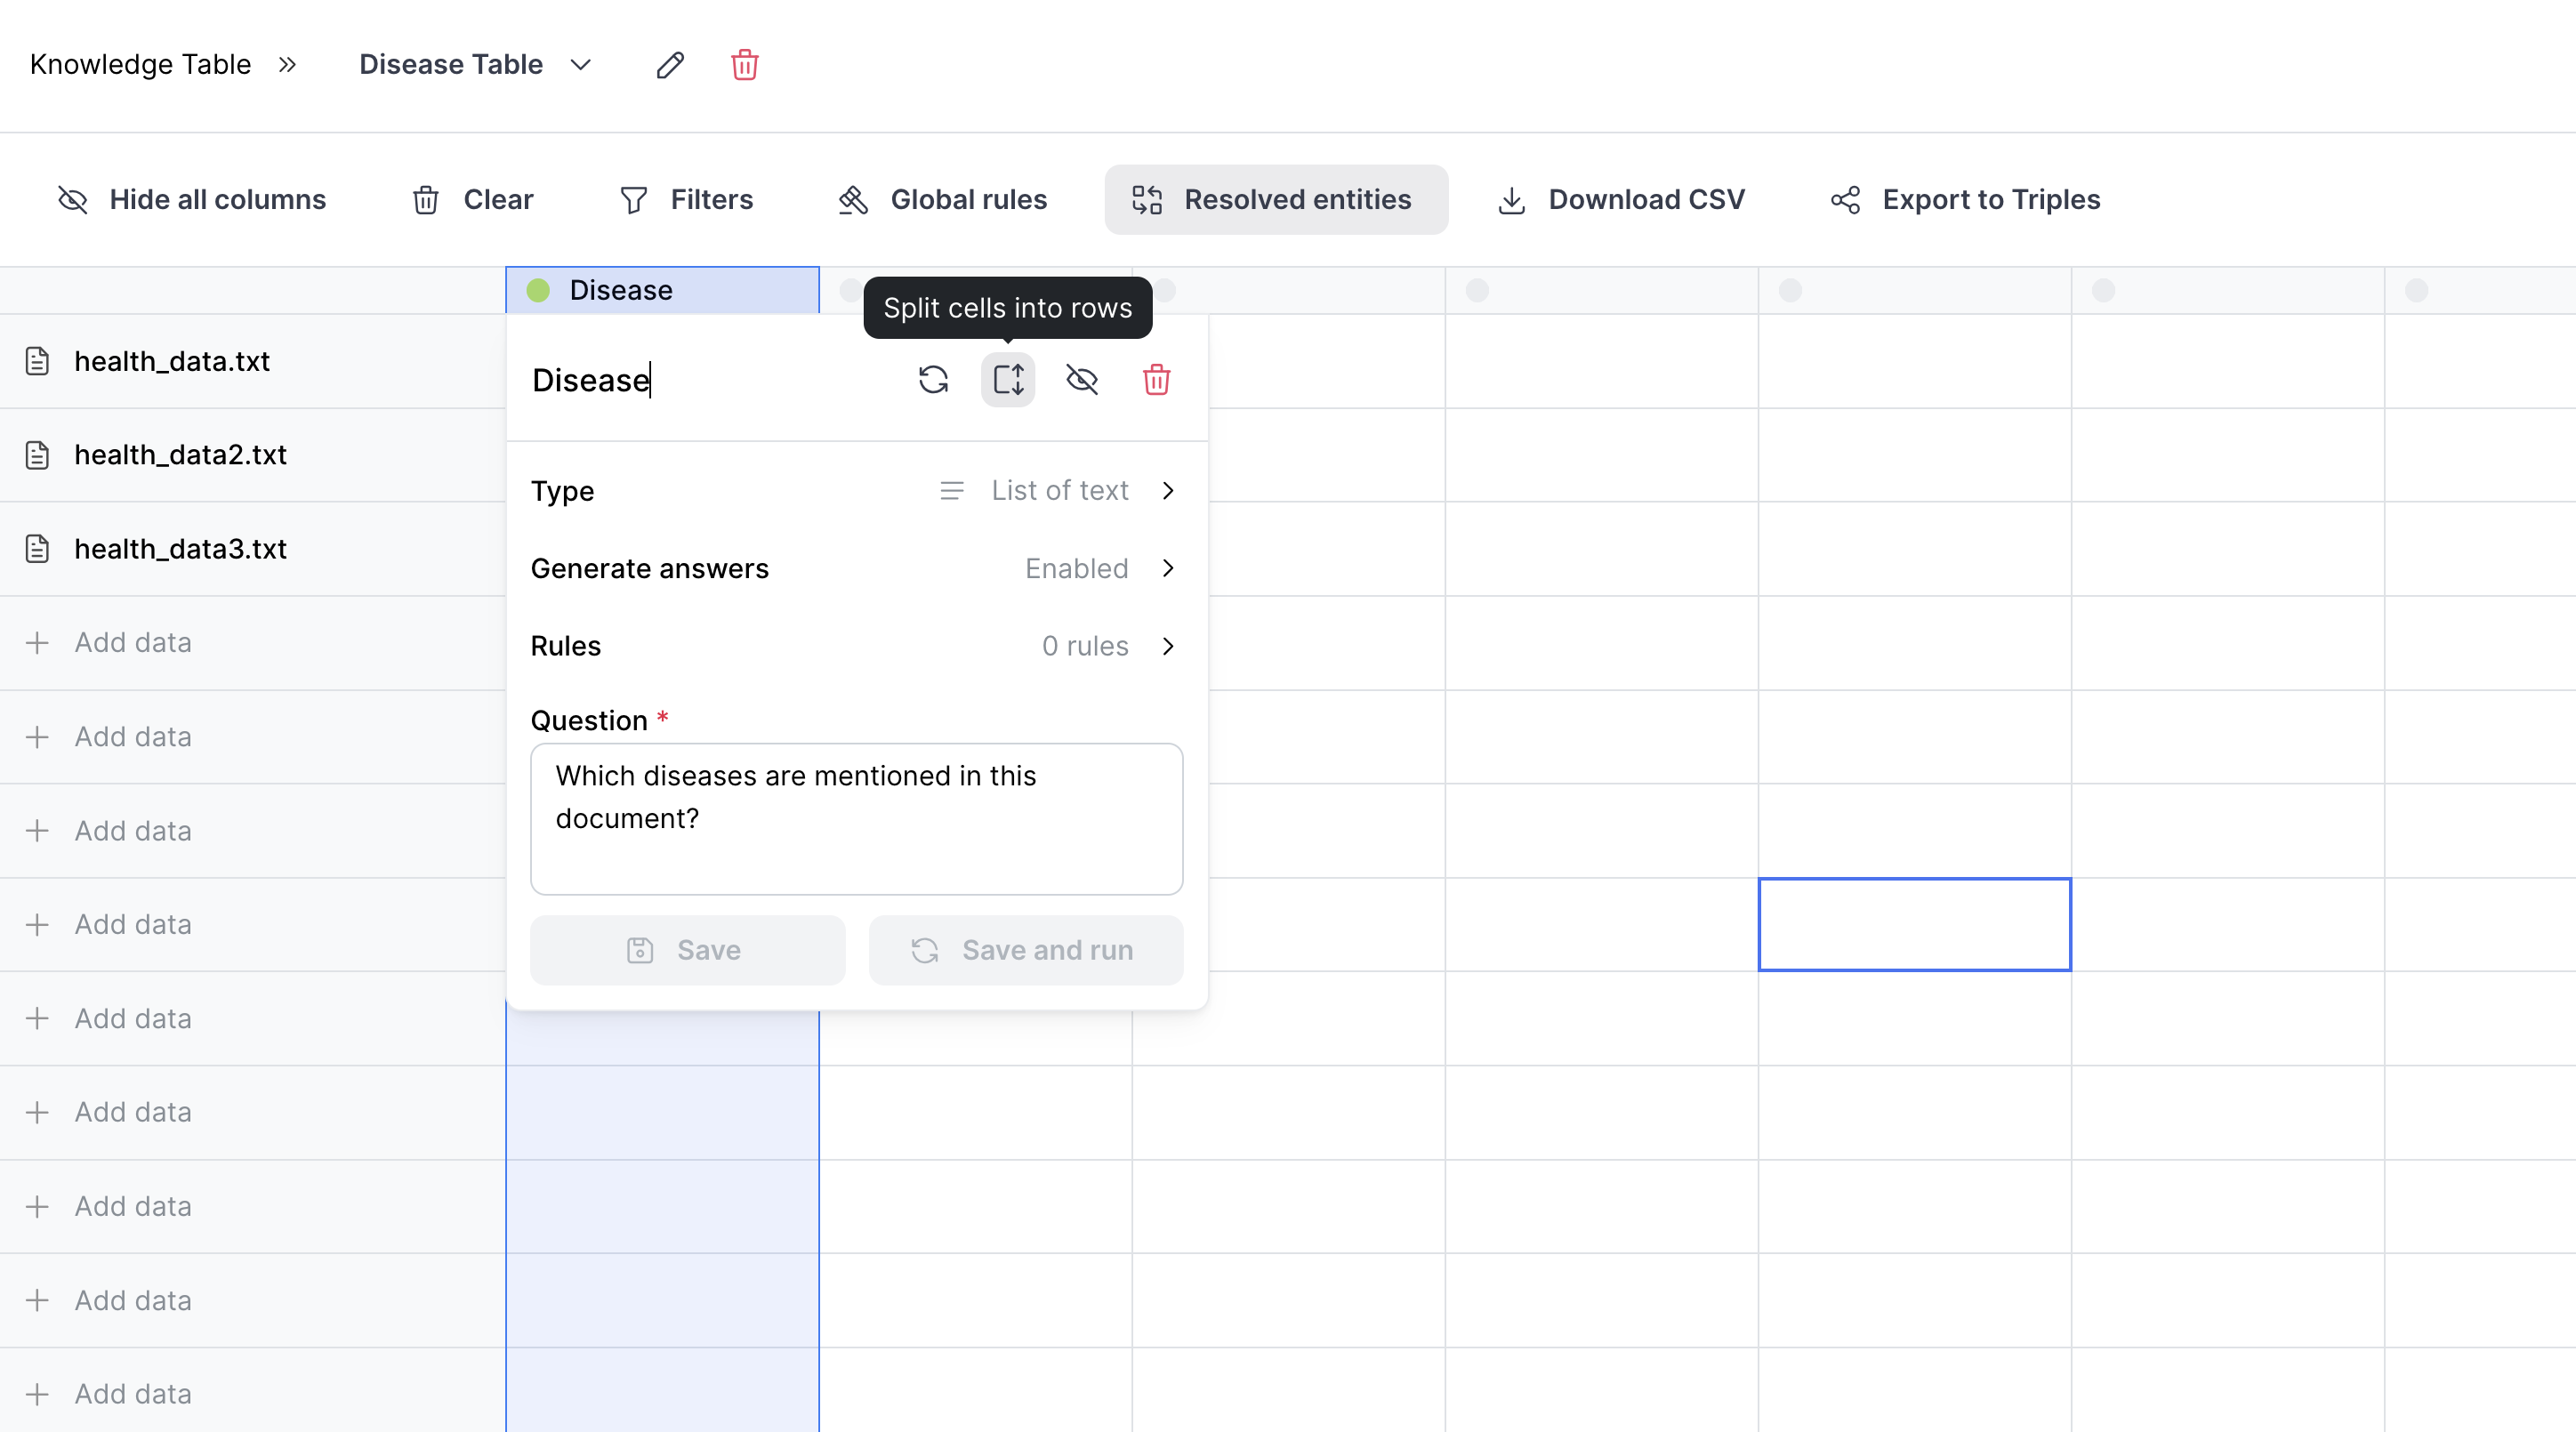 Knowledge Table » Disease Table
Hide all columns Clear Filters Global rules Resolved entities Download CSV Export to Triples
Disease
Split cells into rows
health_data.txt
health_data2.txt
health_data3.txt
Add data
Add data
Add data
Add data
Add data
Add data
Add data
Add data
Add data
Disease
Type List of text
Generate answers Enabled
Rules 0 rules
Question *
Which diseases are mentioned in this
document?
Save Save and run